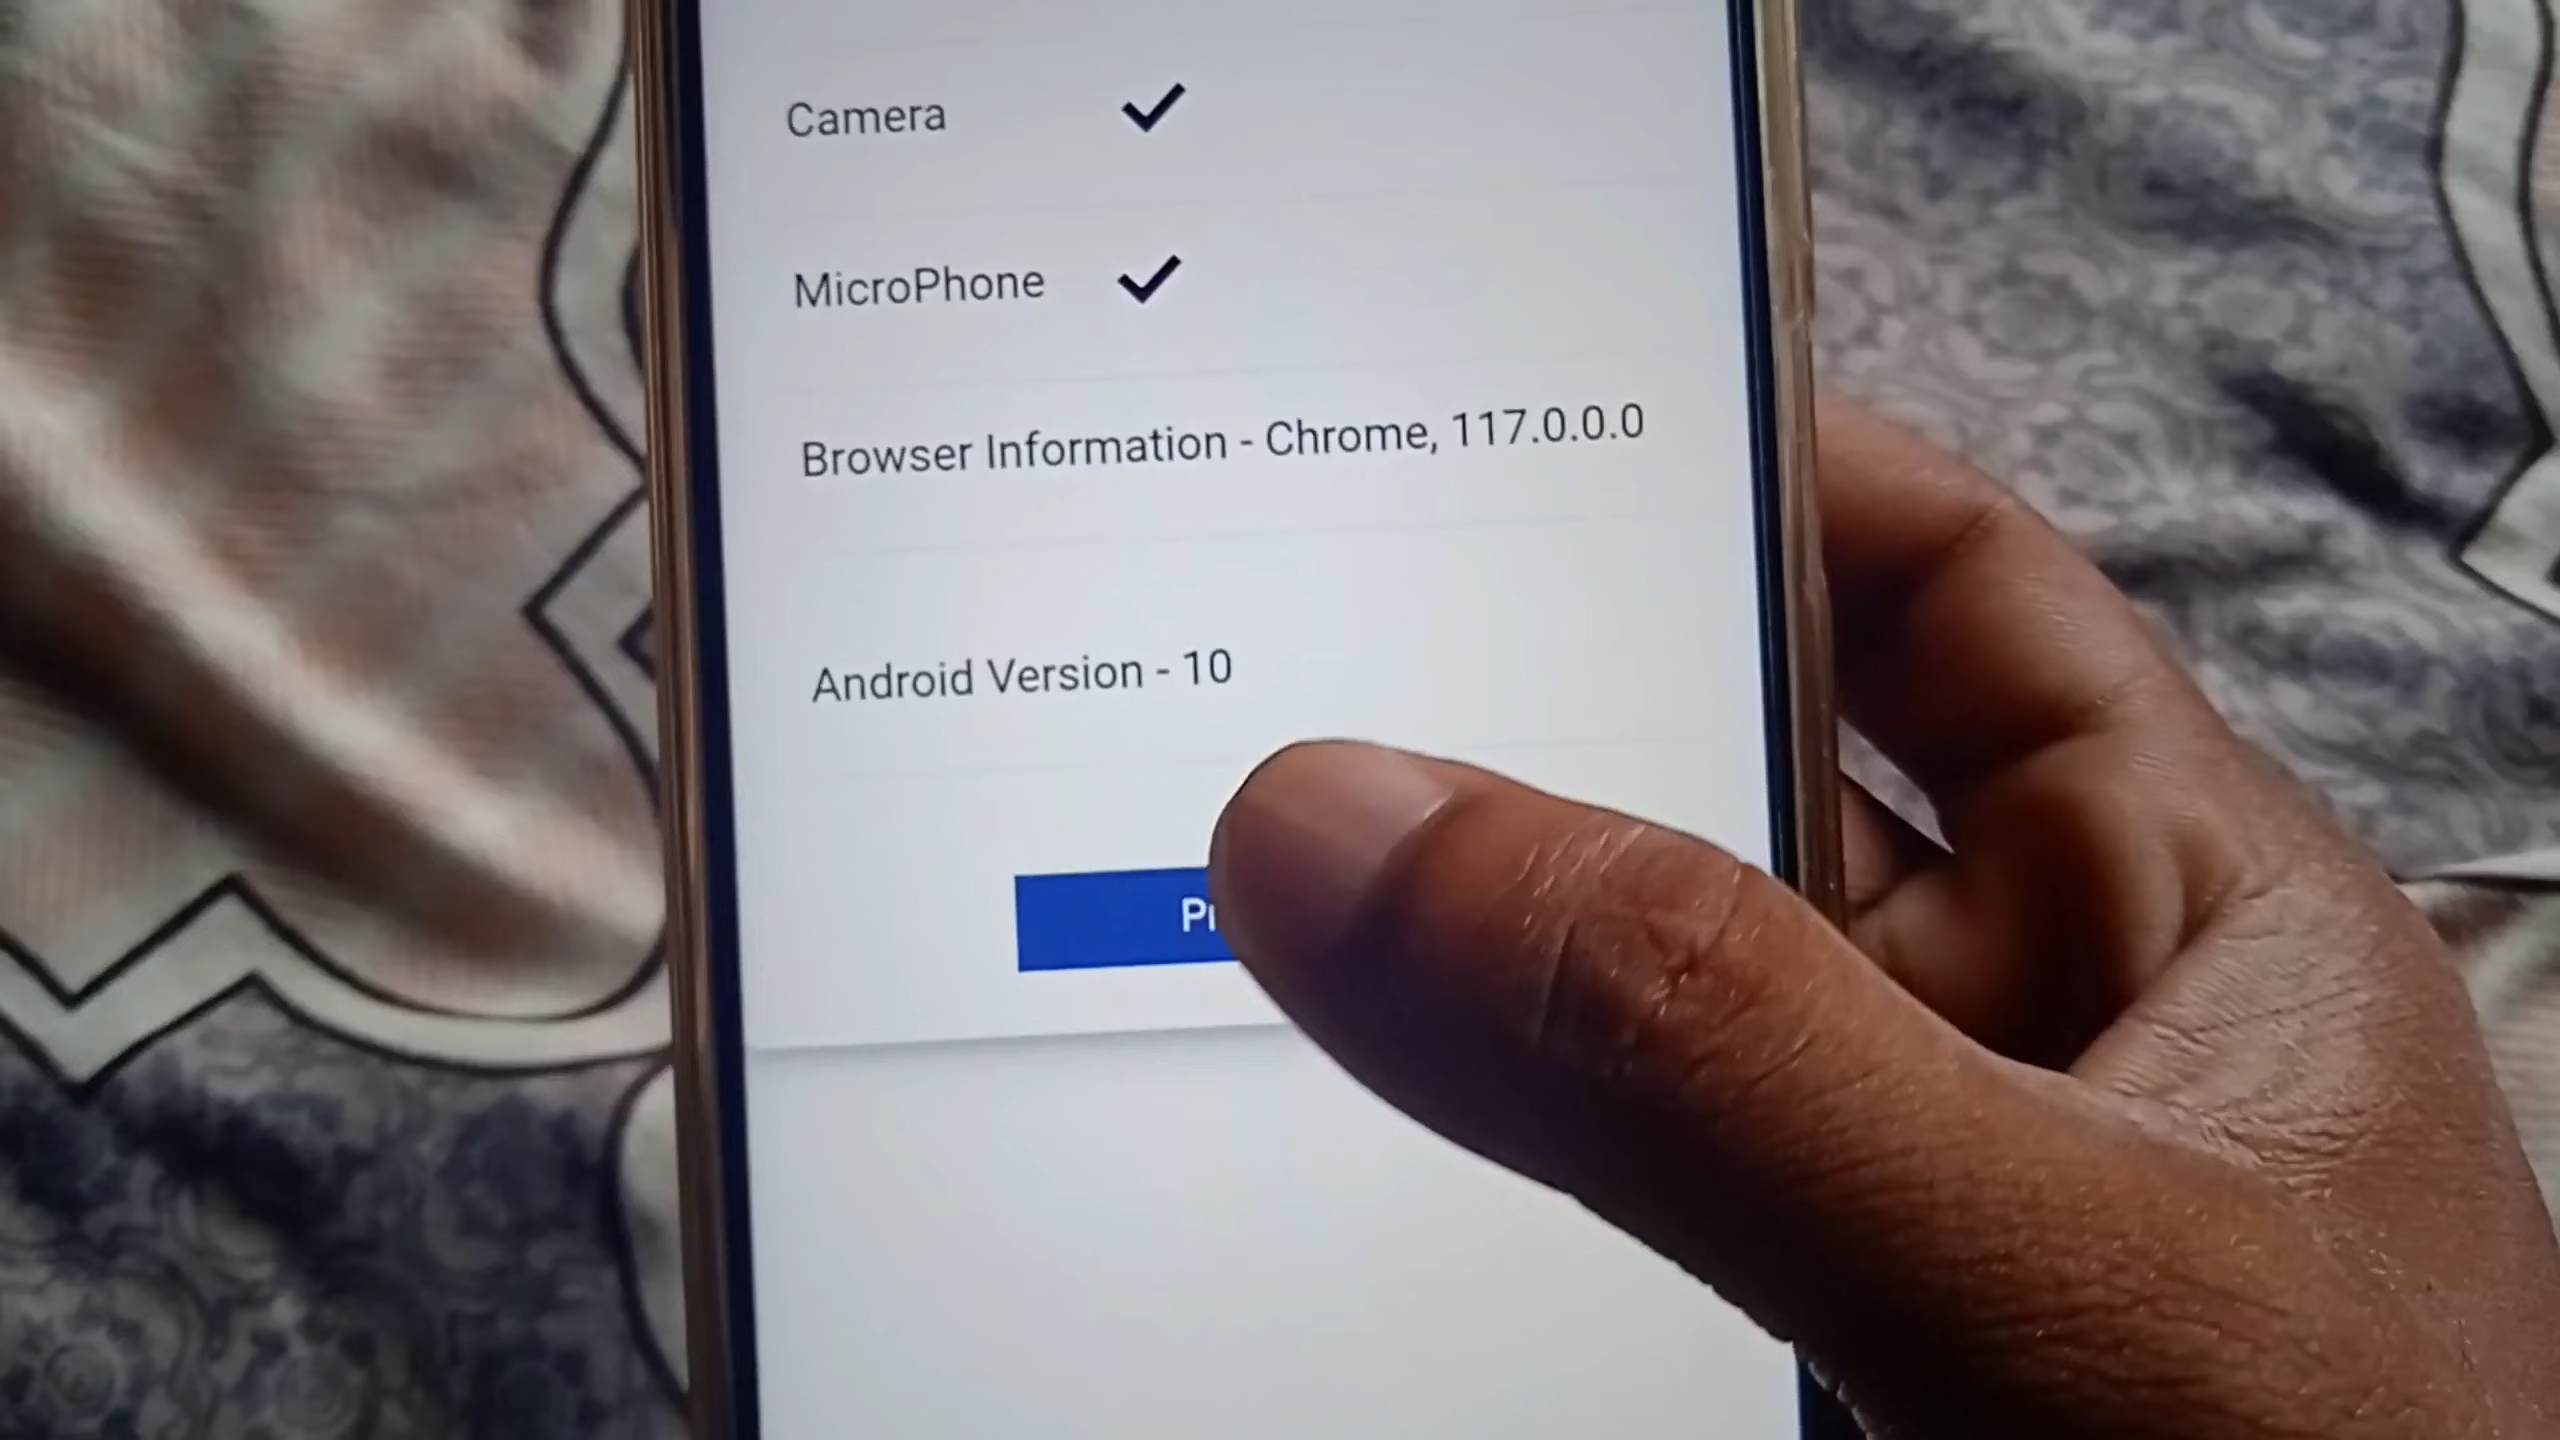 Camera
MicroPhone
Browser Information - Chrome, 117.0.0.0
Android Version - 10